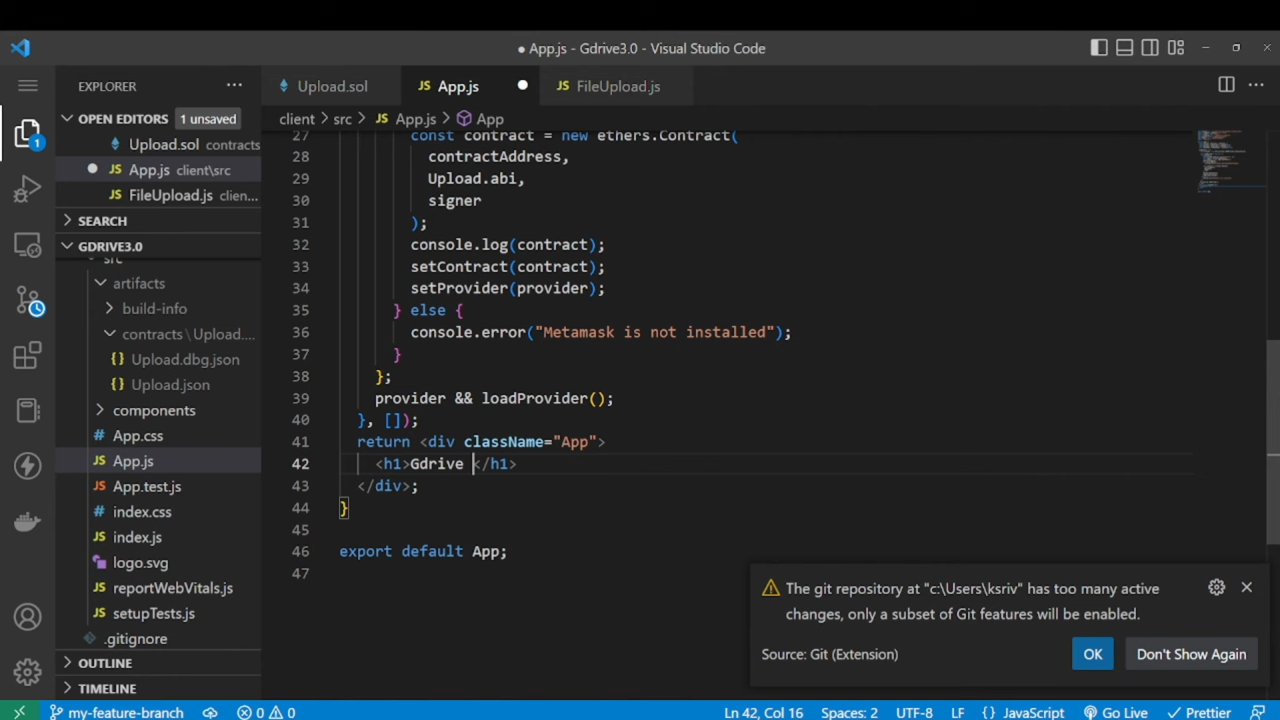 App.js - Gdrive3.0 - Visual Studio Code
EXPLORER
Upload.sol
JS App.js
JS FileUpload.js
OPEN EDITORS 1 unsaved
Upload.sol contracts
JS App.js client\src
JS FileUpload.js clien...
SEARCH
GDRIVE3.0
src
artifacts
build-info
contracts \ Upload....
{} Upload.dbg.json
{} Upload.json
components
# App.css
JS App.js
JS App.test.js
# index.css
JS index.js
logo.svg
JS reportWebVitals.js
JS setupTests.js
.gitignore
OUTLINE
TIMELINE
1
client > src > JS App.js > App
27 const contract = new ethers.Contract(
28 contractAddress,
29 Upload.abi,
30 signer
31 );
32 console.log(contract);
33 setContract(contract);
34 setProvider(provider);
35 } else {
36 console.error("Metamask is not installed");
37 }
38 };
39 provider && loadProvider();
40 }, []);
41 return <div className="App">
42 <h1>Gdrive </h1>
43 </div>;
44 }
45
46 export default App;
47
The git repository at "c:\Users\ksriv" has too many active
changes, only a subset of Git features will be enabled.
Source: Git (Extension)
OK
Don't Show Again
my-feature-branch
0 0
Ln 42, Col 16
Spaces: 2
UTF-8
LF
{} JavaScript
Go Live
Prettier